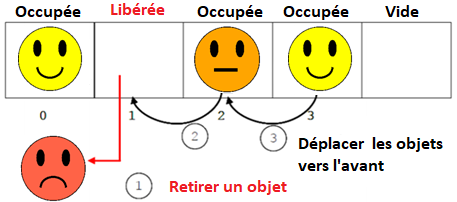 Occupée Libérée Occupée Occupée Vide
0 1 2 3
2 3
Déplacer les objets
vers l'avant
1 Retirer un objet